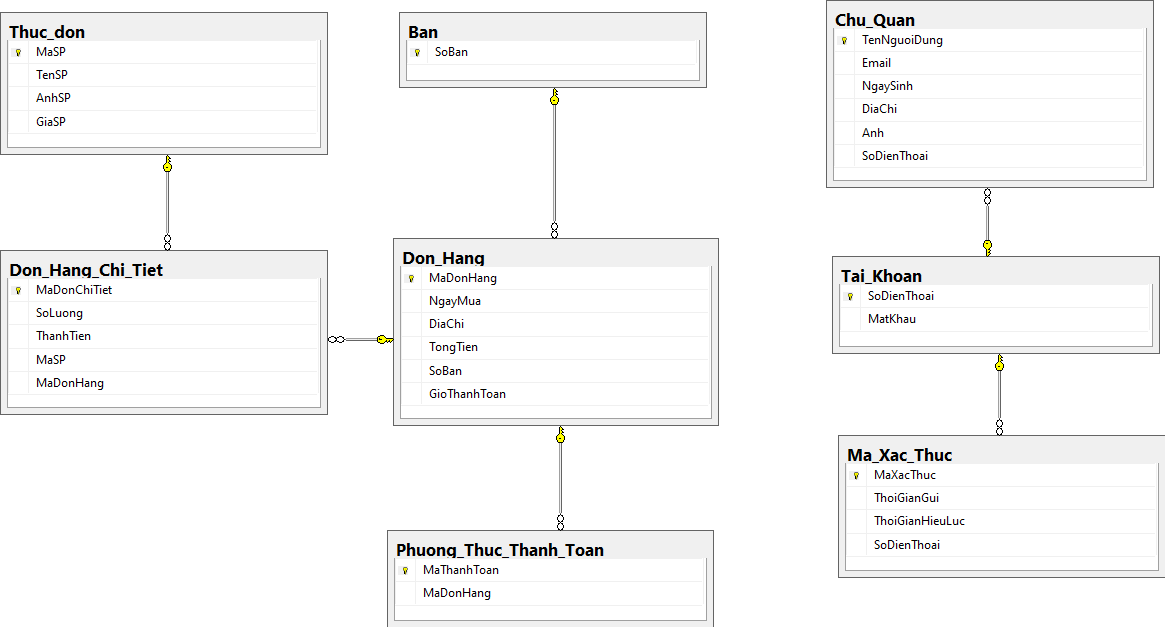 Thuc_don
MaSP
TenSP
AnhSP
GiaSP
Ban
SoBan
Chu_Quan
TenNguoiDung
Email
NgaySinh
DiaChi
Anh
SoDienThoai
Don_Hang_Chi_Tiet
MaDonChiTiet
SoLuong
ThanhTien
MaSP
MaDonHang
Don_Hang
MaDonHang
NgayMua
DiaChi
TongTien
SoBan
GioThanhToan
Tai_Khoan
SoDienThoai
MatKhau
Phuong_Thuc_Thanh_Toan
MaThanhToan
MaDonHang
Ma_Xac_Thuc
MaXacThuc
ThoiGianGui
ThoiGianHieuLuc
SoDienThoai